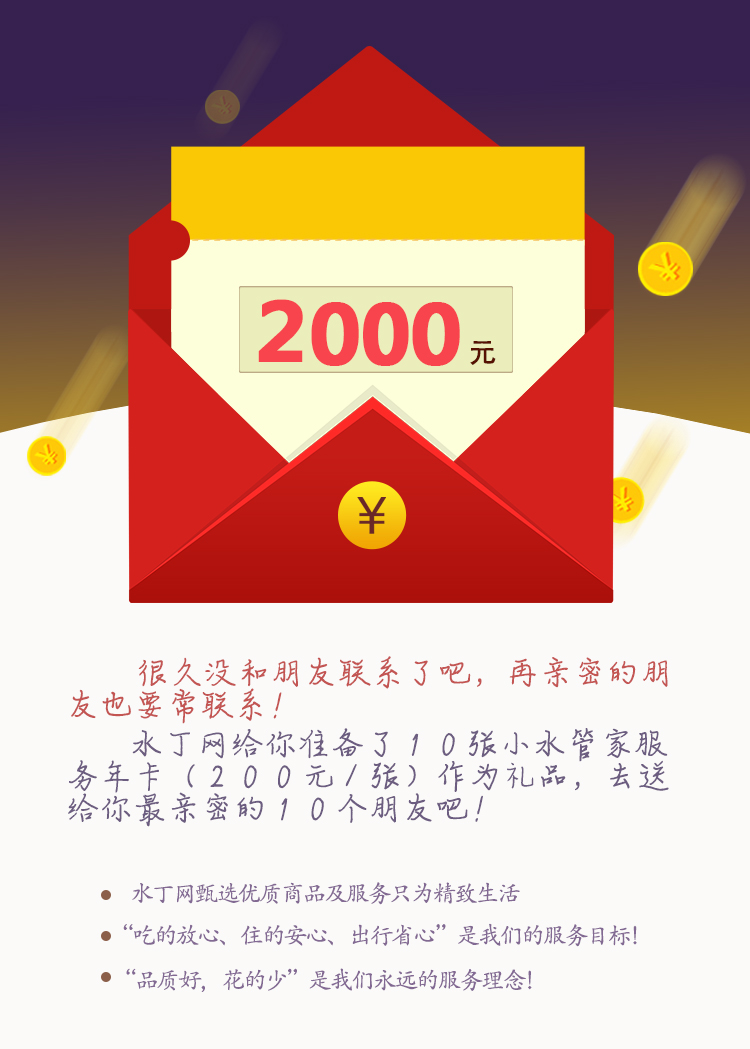 2000元
¥
很久没和朋友联系了吧，再亲密的朋
友也要常联系！
水丁网给你准备了10张小水管家服
务年卡（200元/张）作为礼品，去送
给你最亲密的10个朋友吧！
水丁网甄选优质商品及服务只为精致生活
“吃的放心、住的安心、出行省心”是我们的服务目标！
“品质好，花的少”是我们永远的服务理念！